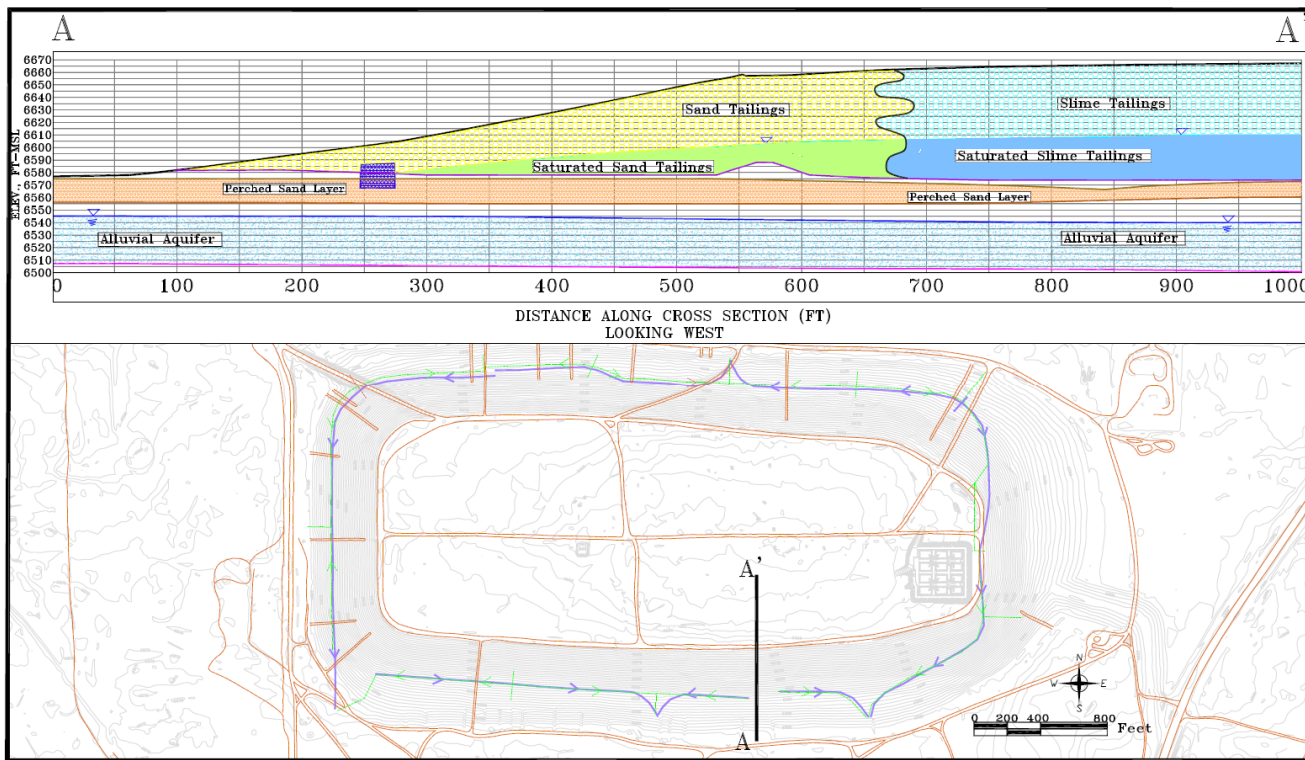 A
A'
6670
6660
6650
6640
6630
6620
6610
6600
6590
6580
6570
6560
6550
6540
6530
6520
6510
6500
ELEV, FT-MSL
Sand Tailings
Slime Tailings
Saturated Sand Tailings
Saturated Slime Tailings
Perched Sand Layer
Perched Sand Layer
Alluvial Aquifer
Alluvial Aquifer
0 100 200 300 400 500 600 700 800 900 1000
DISTANCE ALONG CROSS SECTION (FT)
LOOKING WEST
A'
A
N
W E
S
0 200 400 800
Feet